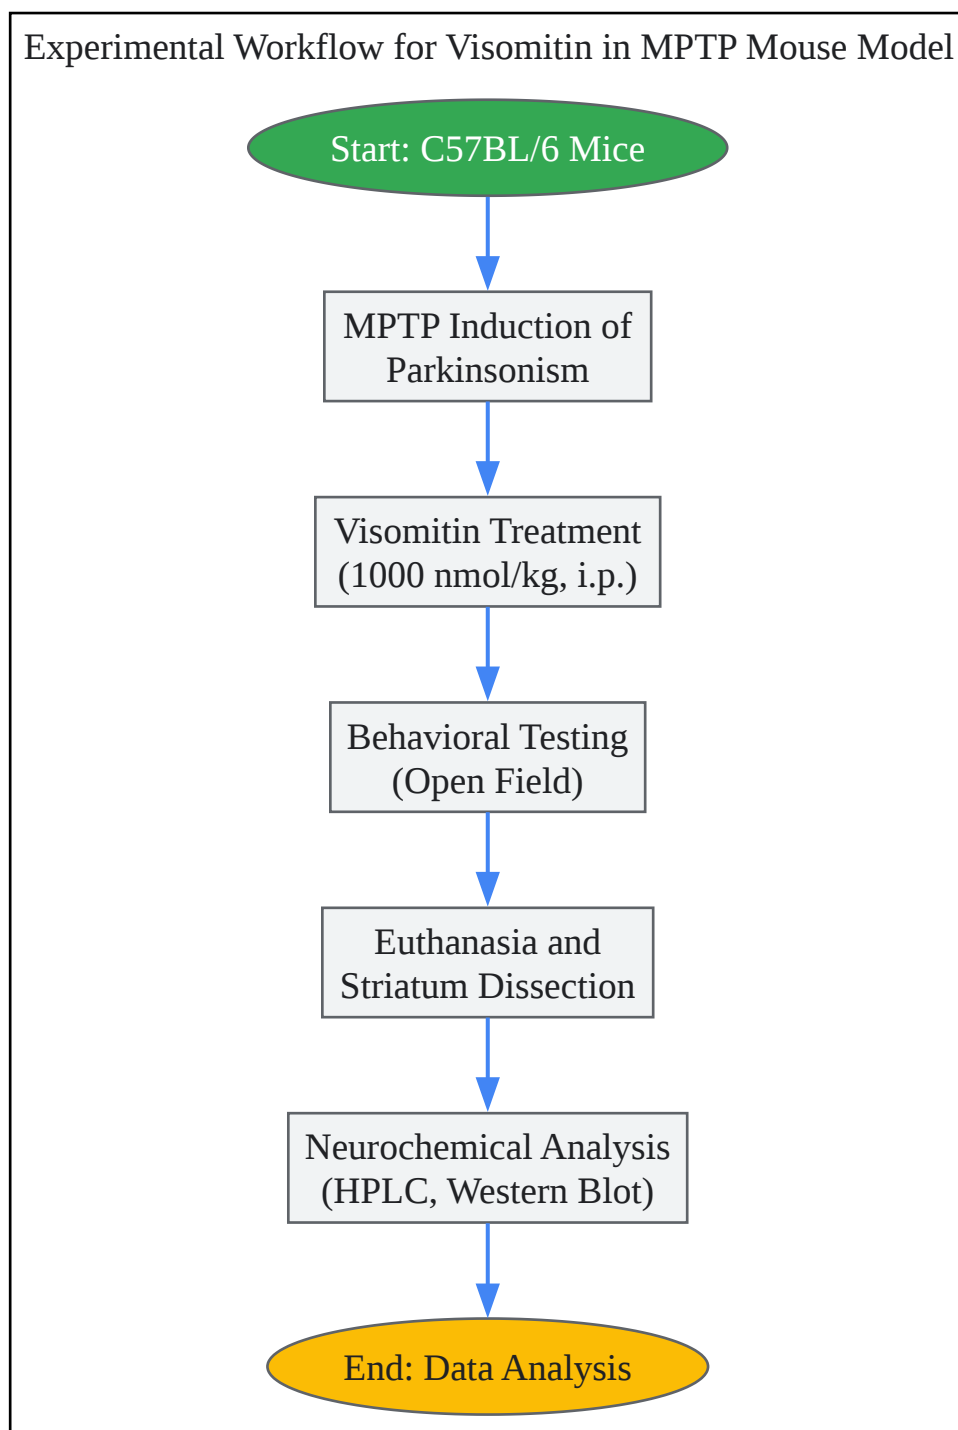 Experimental Workflow for Visomitin in MPTP Mouse Model
Start: C57BL/6 Mice
MPTP Induction of
Parkinsonism
Visomitin Treatment
(1000 nmol/kg, i.p.)
Behavioral Testing
(Open Field)
Euthanasia and
Striatum Dissection
Neurochemical Analysis
(HPLC, Western Blot)
End: Data Analysis